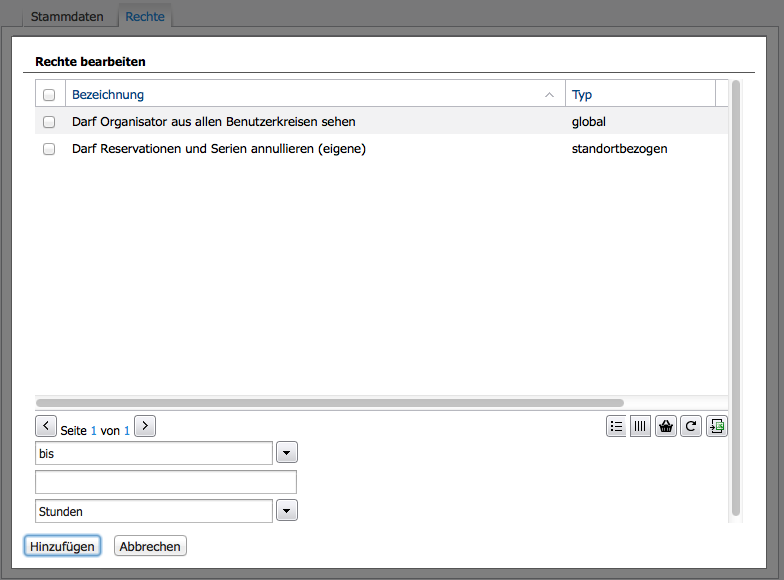 Stammdaten Rechte
Rechte bearbeiten
Bezeichnung Typ
Darf Organisator aus allen Benutzerkreisen sehen global
Darf Reservationen und Serien annullieren (eigene) standortbezogen
Seite 1 von 1
bis
Stunden
Hinzufügen Abbrechen